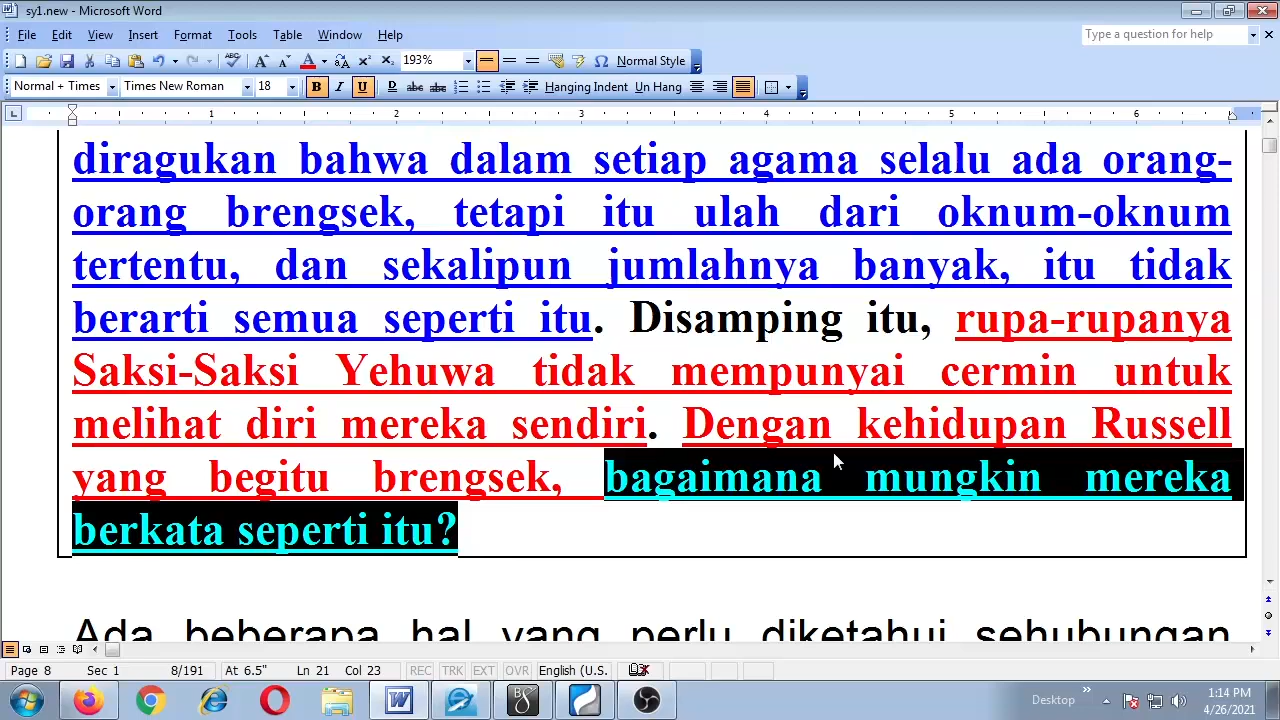 sy1.new - Microsoft Word
File Edit View Insert Format Tools Table Window Help
Type a question for help
193%
Normal Style
Normal + Times
Times New Roman
18
B I U
Hanging Indent Un Hang
1 2 3 4 5 6
diragukan bahwa dalam setiap agama selalu ada orang-
orang brengsek, tetapi itu ulah dari oknum-oknum
tertentu, dan sekalipun jumlahnya banyak, itu tidak
berarti semua seperti itu. Disamping itu, rupa-rupanya
Saksi-Saksi Yehuwa tidak mempunyai cermin untuk
melihat diri mereka sendiri. Dengan kehidupan Russell
yang begitu brengsek, bagaimana mungkin mereka
berkata seperti itu?
Ada beberapa hal yang perlu diketahui sehubungan
Page 8 Sec 1 8/191 At 6.5" Ln 21 Col 23 REC TRK EXT OVR English (U.S.
Desktop
1:14 PM
4/26/2021